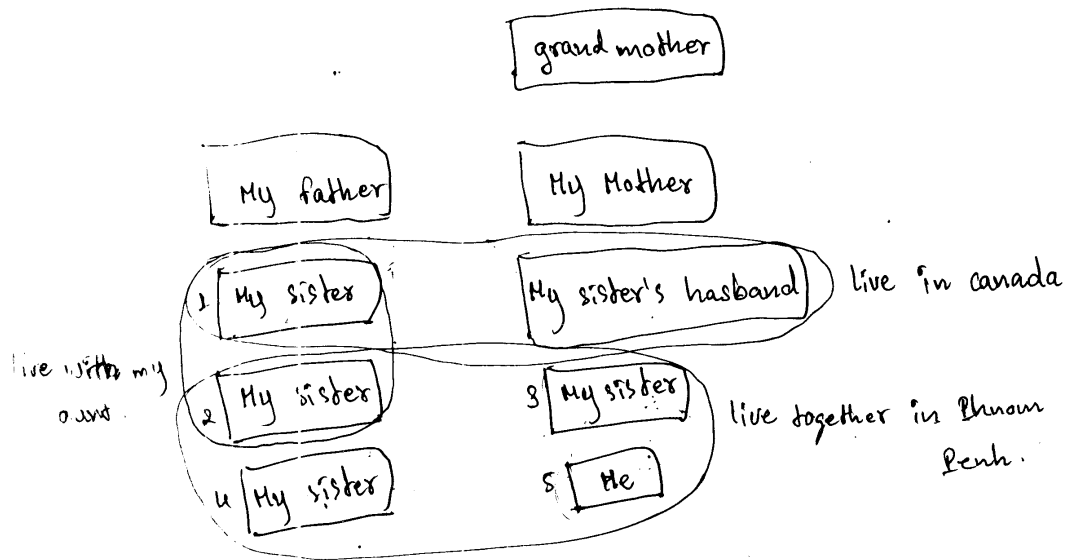 grand mother
My father
My Mother
1 My sister
My sister's hasband
live in canada
live with my
aunt.
2 My sister
3 My sister
live together in Phnom
Penh.
4 My sister
5 Me